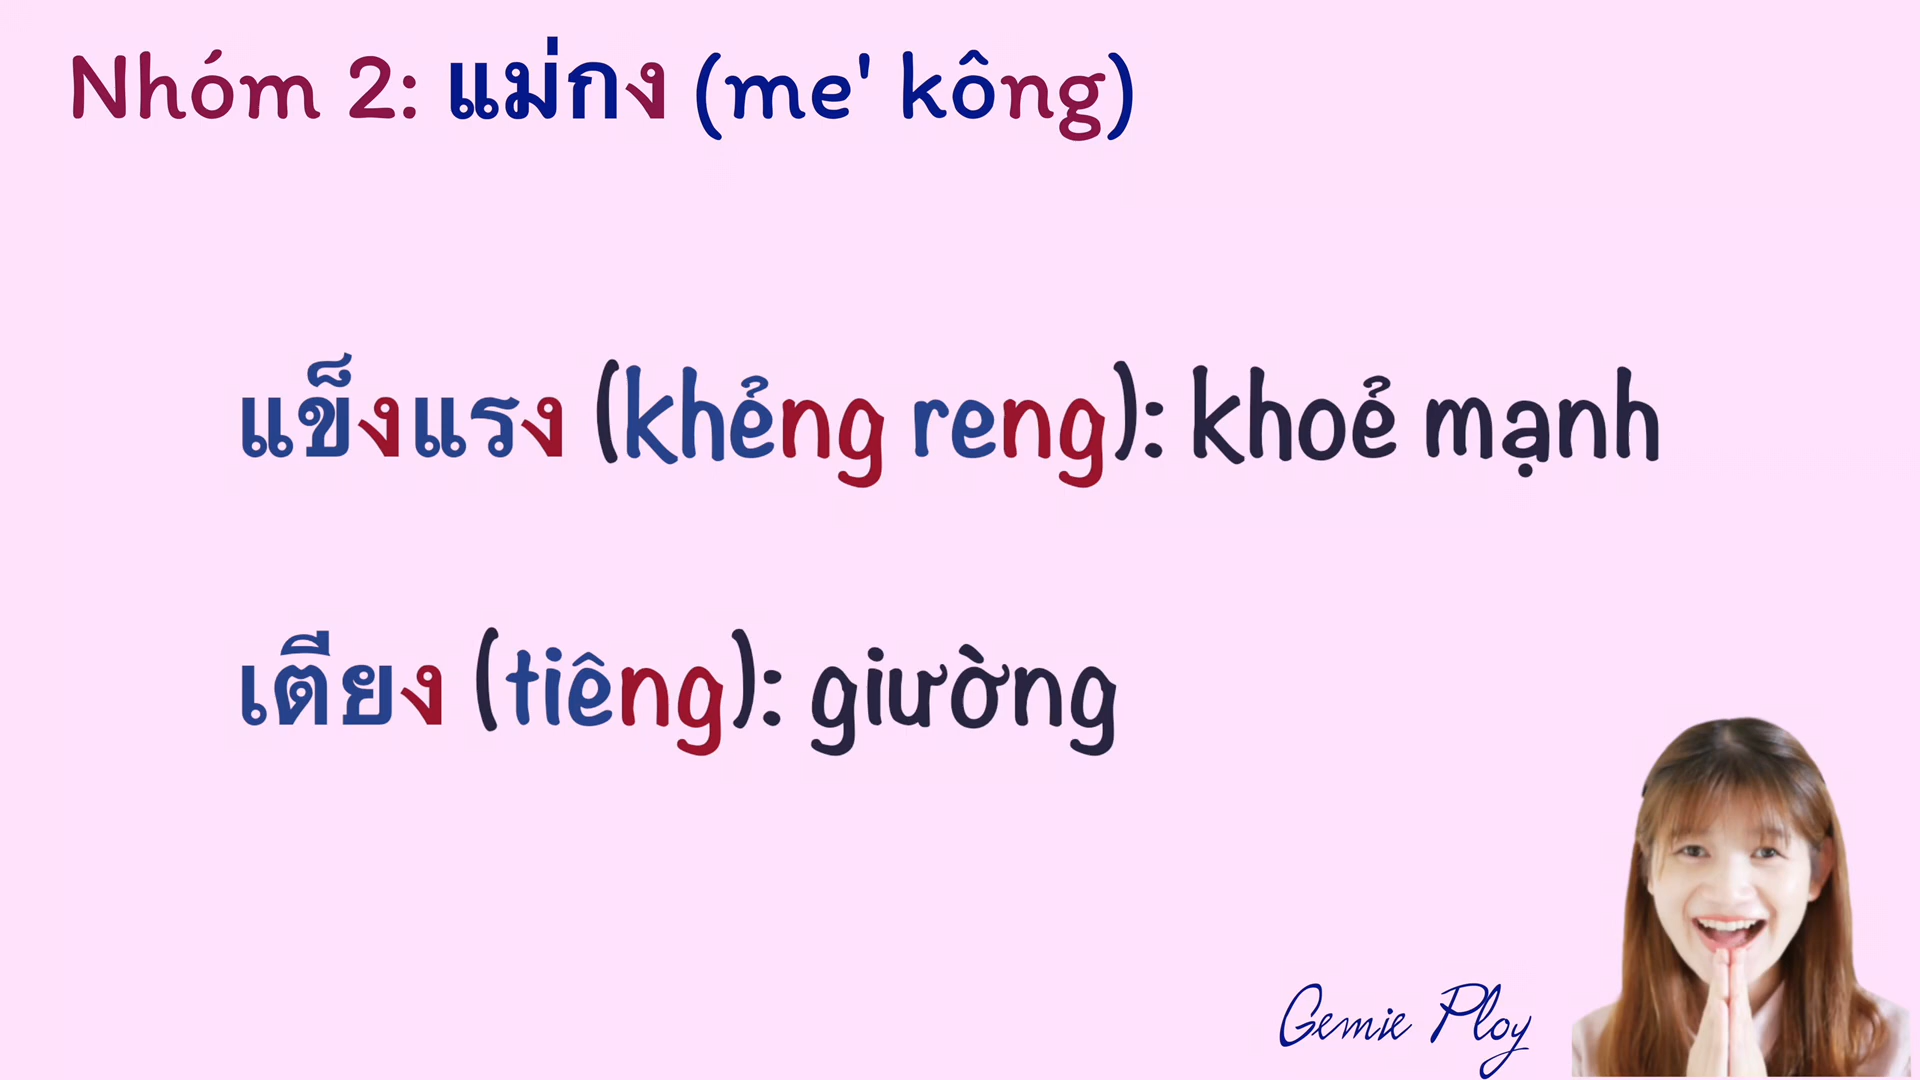 Nhóm 2: แม่กง (me' kông)
แข็งแรง (khẻng reng): khoẻ mạnh
เตียง (tiêng): giường
Gemie Ploy